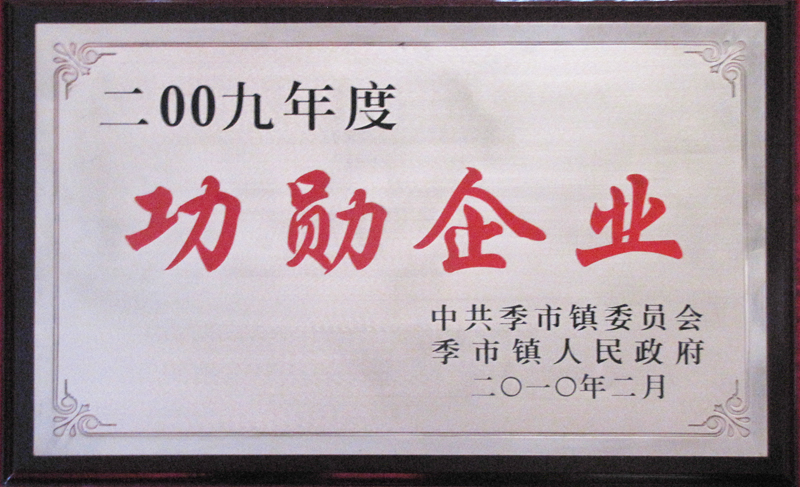 二00九年度
功勋企业
中共季市镇委员会
季市镇人民政府
二〇一〇年二月